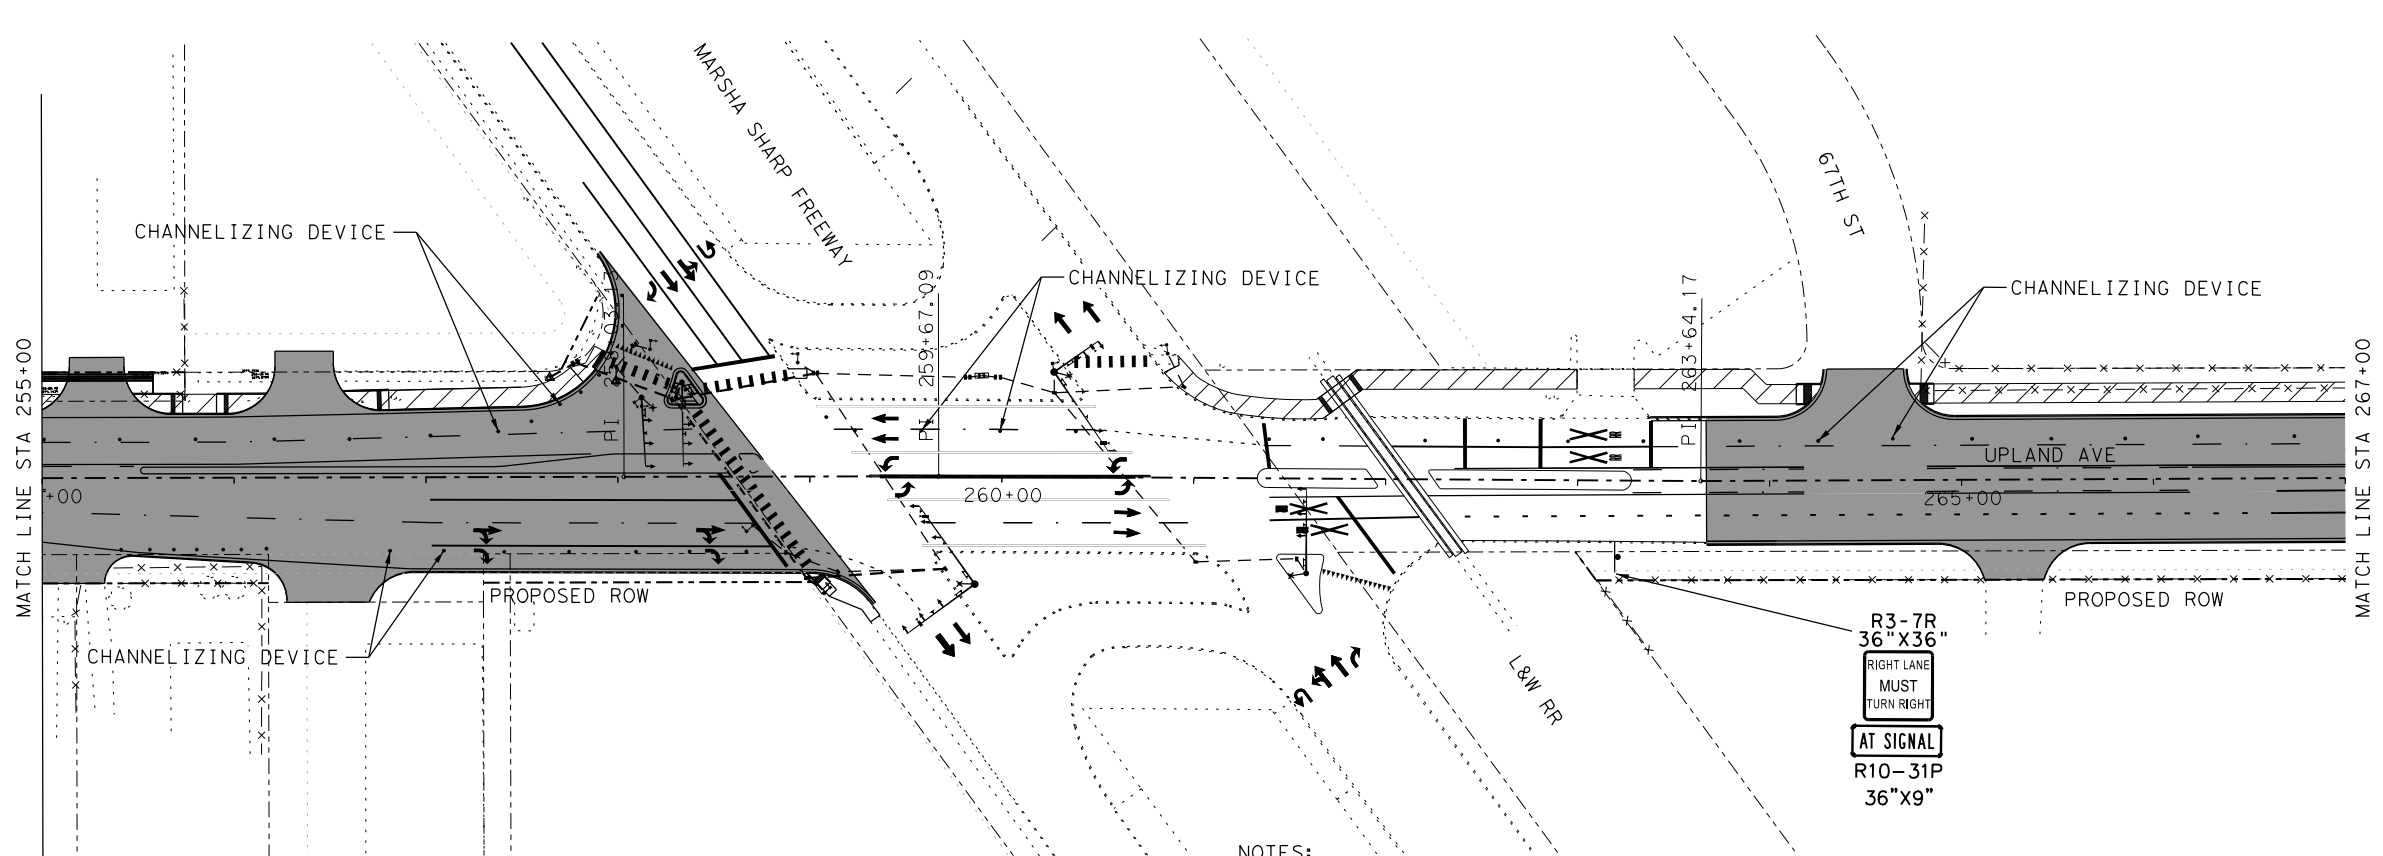 MARSHA SHARP FREEWAY
67TH ST
CHANNELIZING DEVICE
CHANNELIZING DEVICE
CHANNELIZING DEVICE
PI
PI 259+67.09
PI 263+64.17
MATCH LINE STA 255+00
MATCH LINE STA 267+00
UPLAND AVE
+00
260+00
265+00
PROPOSED ROW
PROPOSED ROW
CHANNELIZING DEVICE
L&W RR
R3-7R
36"X36"
RIGHT LANE
MUST
TURN RIGHT
AT SIGNAL
R10-31P
36"X9"
NOTES: